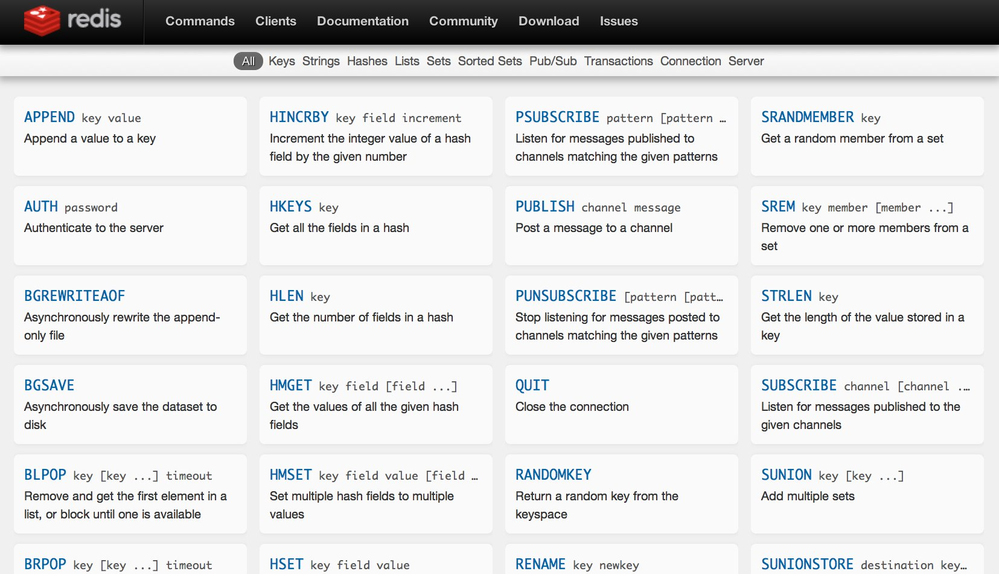 redis
Commands Clients Documentation Community Download Issues
All Keys Strings Hashes Lists Sets Sorted Sets Pub/Sub Transactions Connection Server
APPEND key value
Append a value to a key
HINCRBY key field increment
Increment the integer value of a hash
field by the given number
PSUBSCRIBE pattern [pattern …
Listen for messages published to
channels matching the given patterns
SRANDMEMBER key
Get a random member from a set
AUTH password
Authenticate to the server
HKEYS key
Get all the fields in a hash
PUBLISH channel message
Post a message to a channel
SREM key member [member ...]
Remove one or more members from a
set
BGREWRITEAOF
Asynchronously rewrite the append-
only file
HLEN key
Get the number of fields in a hash
PUNSUBSCRIBE [pattern [patt…
Stop listening for messages posted to
channels matching the given patterns
STRLEN key
Get the length of the value stored in a
key
BGSAVE
Asynchronously save the dataset to
disk
HMGET key field [field ...]
Get the values of all the given hash
fields
QUIT
Close the connection
SUBSCRIBE channel [channel .…
Listen for messages published to the
given channels
BLPOP key [key ...] timeout
Remove and get the first element in a
list, or block until one is available
HMSET key field value [field …
Set multiple hash fields to multiple
values
RANDOMKEY
Return a random key from the
keyspace
SUNION key [key ...]
Add multiple sets
BRPOP key [key ...] timeout
HSET key field value
RENAME key newkey
SUNIONSTORE destination key…